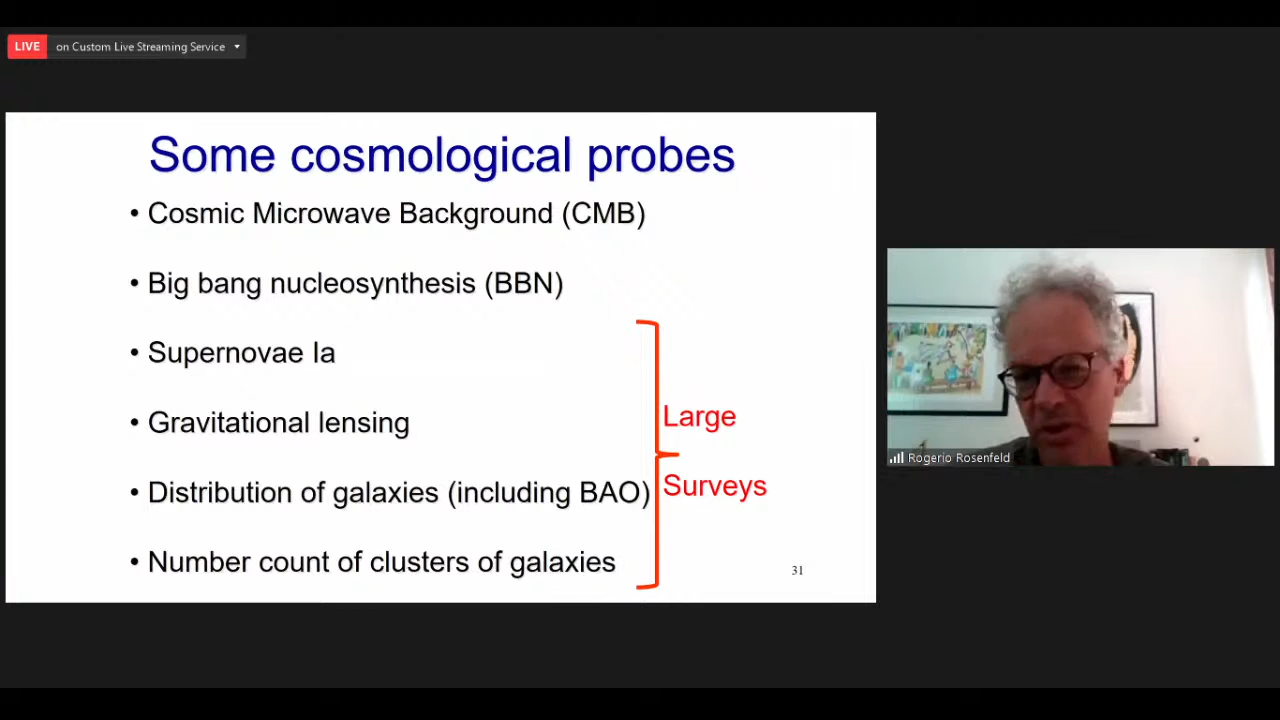 LIVE on Custom Live Streaming Service
Some cosmological probes
• Cosmic Microwave Background (CMB)
• Big bang nucleosynthesis (BBN)
• Supernovae Ia
• Gravitational lensing
Large
• Distribution of galaxies (including BAO)
Surveys
• Number count of clusters of galaxies
31
Rogerio Rosenfeld